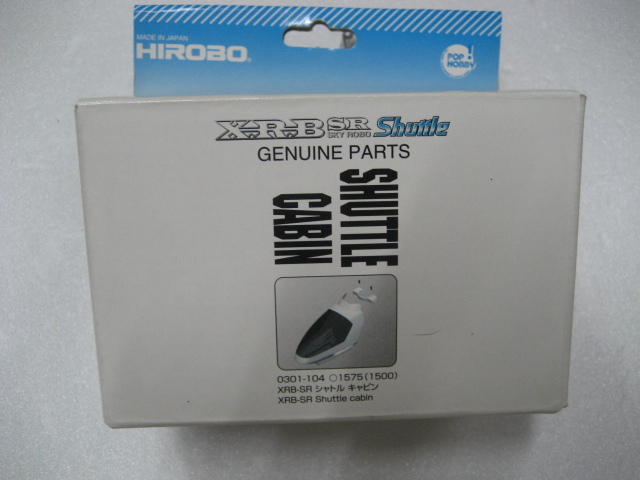 MADE IN JAPAN
HIROBO®
POP HOBBY!
X.R.B SR Shuttle
SKY ROBO
GENUINE PARTS
SHUTTLE
CABIN
0301-104 ○1575(1500)
XRB-SR シャトル キャビン
XRB-SR Shuttle cabin